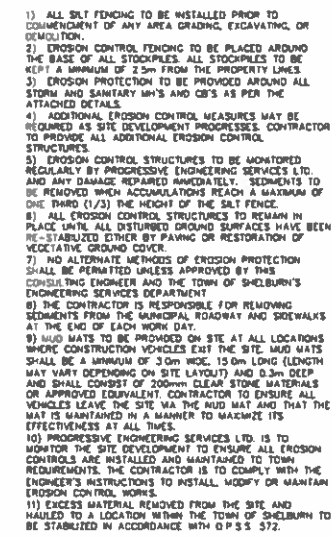 1) ALL SILT FENCING TO BE INSTALLED PRIOR TO
COMMENCMENT OF ANY AREA GRADING, EXCAVATING, OR
DEMOLITION.
2) EROSION CONTROL FENCING TO BE PLACED AROUND
THE BASE OF ALL STOCKPILES. ALL STOCKPILES TO BE
KEPT A MINIMUM OF 2.5m FROM THE PROPERTY LINES.
3) EROSION PROTECTION TO BE PROVIDED AROUND ALL
STORM AND SANITARY MH'S AND CB'S AS PER THE
ATTACHED DETAILS.
4) ADDITIONAL EROSION CONTROL MEASURES MAY BE
REQUIRED AS SITE DEVELOPMENT PROGRESSES. CONTRACTOR
TO PROVIDE ALL ADDITIONAL EROSION CONTROL
STRUCTURES.
5) EROSION CONTROL STRUCTURES TO BE MONITORED
REGULARLY BY PROGRESSIVE ENGINEERING SERVICES LTD.
AND ANY DAMAGE REPAIRED IMMEDIATELY. SEDIMENTS TO
BE REMOVED WHEN ACCUMULATIONS REACH A MAXIMUM OF
ONE THIRD (1/3) THE HEIGHT OF THE SILT FENCE.
6) ALL EROSION CONTROL STRUCTURES TO REMAIN IN
PLACE UNTIL ALL DISTURBED GROUND SURFACES HAVE BEEN
RE-STABILIZED EITHER BY PAVING OR RESTORATION OF
VEGETATIVE GROUND COVER.
7) NO ALTERNATE METHODS OF EROSION PROTECTION
SHALL BE PERMITTED UNLESS APPROVED BY THIS
CONSULTING ENGINEER AND THE TOWN OF SHELBURN'S
ENGINEERING SERVICES DEPARTMENT
8) THE CONTRACTOR IS RESPONSIBLE FOR REMOVING
SEDIMENTS FROM THE MUNICIPAL ROADWAY AND SIDEWALKS
AT THE END OF EACH WORK DAY.
9) MUD MATS TO BE PROVIDED ON SITE AT ALL LOCATIONS
WHERE CONSTRUCTION VEHICLES EXIT THE SITE. MUD MATS
SHALL BE A MINIMUM OF 3.0m WIDE, 15.0m LONG (LENGTH
MAY VARY DEPENDING ON SITE LAYOUT) AND 0.3m DEEP
AND SHALL CONSIST OF 200mm CLEAR STONE MATERIALS
OR APPROVED EQUIVALENT. CONTRACTOR TO ENSURE ALL
VEHICLES LEAVE THE SITE VIA THE MUD MAT AND THAT THE
MAT IS MAINTAINED IN A MANNER TO MAXIMIZE ITS
EFFECTIVENESS AT ALL TIMES.
10) PROGRESSIVE ENGINEERING SERVICES LTD. IS TO
MONITOR THE SITE DEVELOPMENT TO ENSURE ALL EROSION
CONTROLS ARE INSTALLED AND MAINTAINED TO TOWN
REQUIREMENTS. THE CONTRACTOR IS TO COMPLY WITH THE
ENGINEER'S INSTRUCTIONS TO INSTALL, MODIFY OR MAINTAIN
EROSION CONTROL WORKS.
11) EXCESS MATERIAL REMOVED FROM THE SITE AND
HAULED TO A LOCATION WITHIN THE TOWN OF SHELBURN TO
BE STABILIZED IN ACCORDANCE WITH O.P.S.S 572.